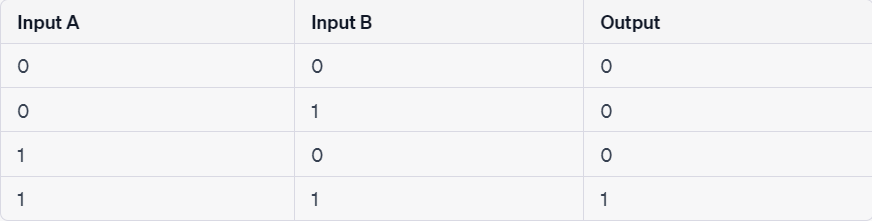 Input A Input B Output
0 0 0
0 1 0
1 0 0
1 1 1